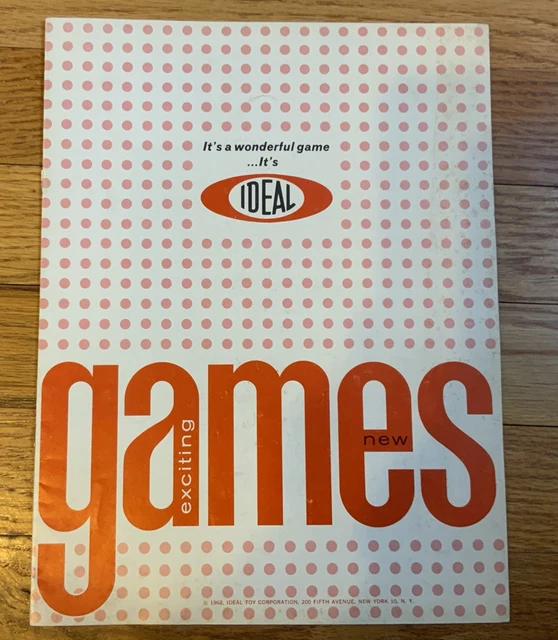 It's a wonderful game
...It's
IDEAL
games
exciting
new
© 1962, IDEAL TOY CORPORATION, 200 FIFTH AVENUE, NEW YORK 10, N. Y.